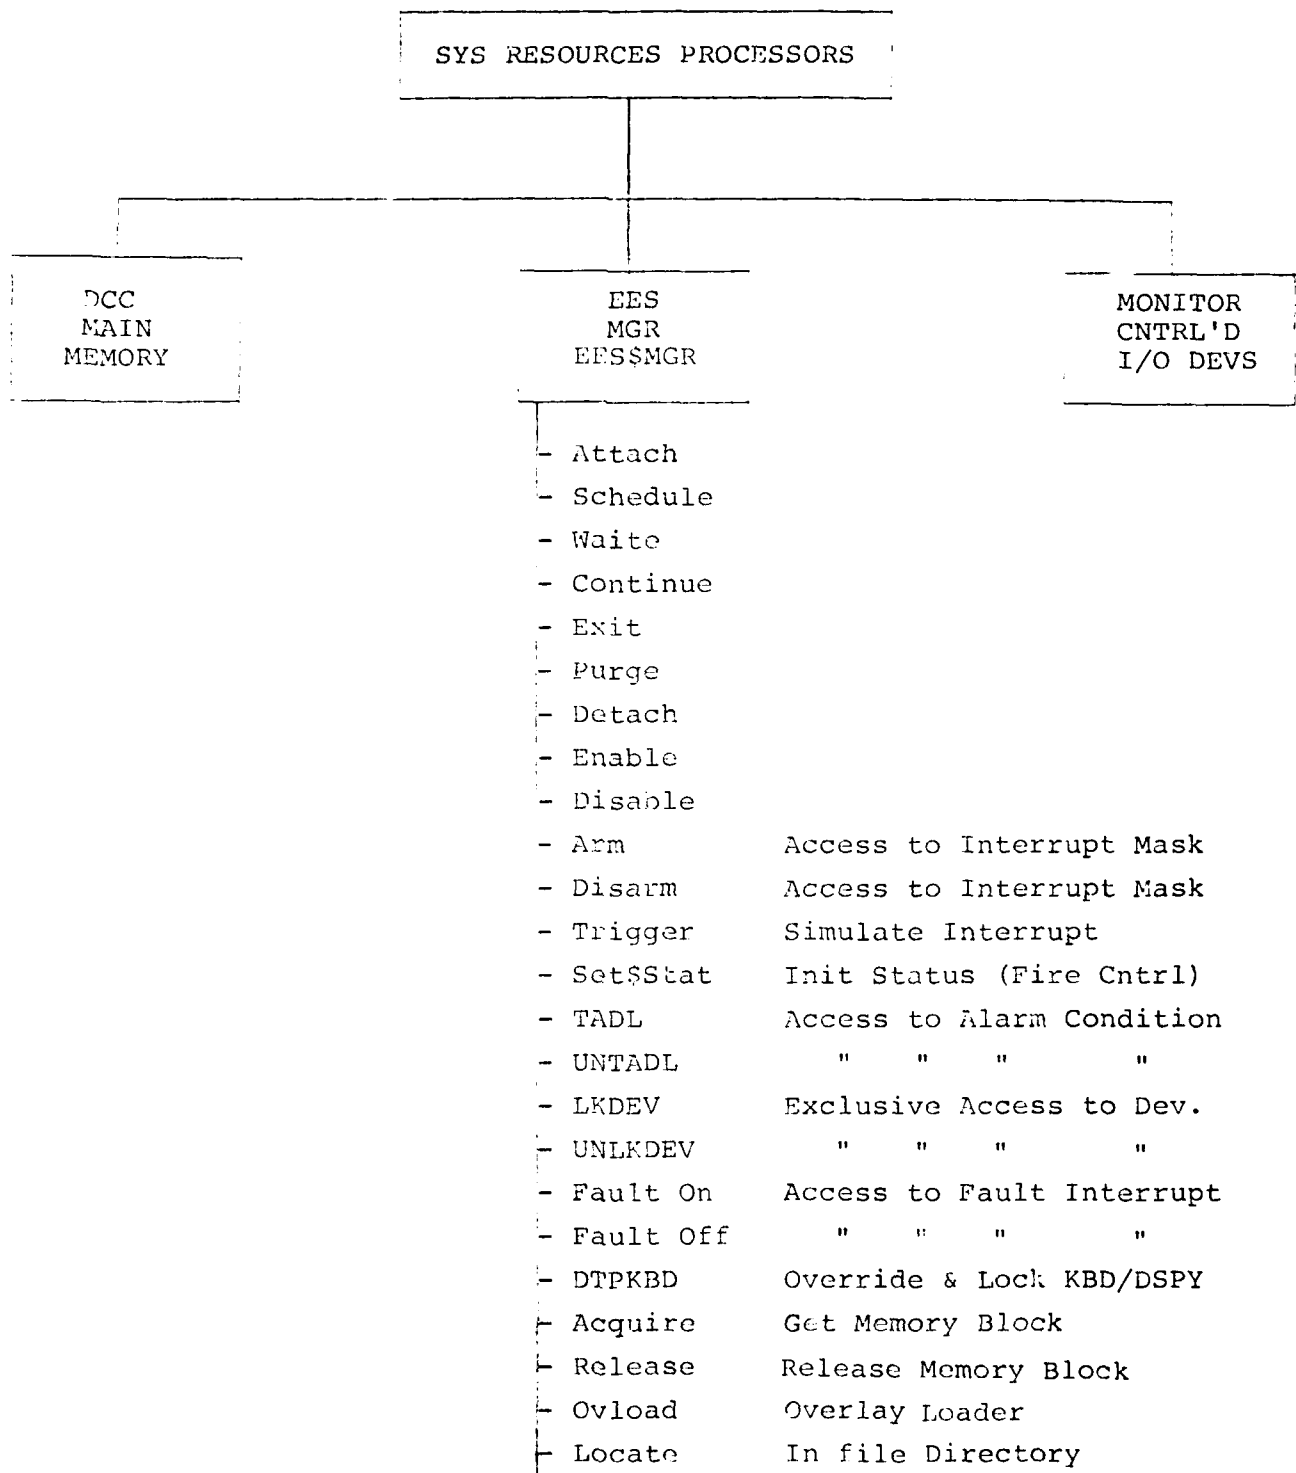 SYS RESOURCES PROCESSORS
DCC
MAIN
MEMORY
EES
MGR
EES$MGR
MONITOR
CNTRL'D
I/O DEVS
- Attach
- Schedule
- Waite
- Continue
- Exit
- Purge
- Detach
- Enable
- Disable
- Arm Access to Interrupt Mask
- Disarm Access to Interrupt Mask
- Trigger Simulate Interrupt
- Set$Stat Init Status (Fire Cntrl)
- TADL Access to Alarm Condition
- UNTADL " " " "
- LKDEV Exclusive Access to Dev.
- UNLKDEV " " " "
- Fault On Access to Fault Interrupt
- Fault Off " " " "
- DTPKBD Override & Lock KBD/DSPY
- Acquire Get Memory Block
- Release Release Memory Block
- Ovload Overlay Loader
- Locate In file Directory